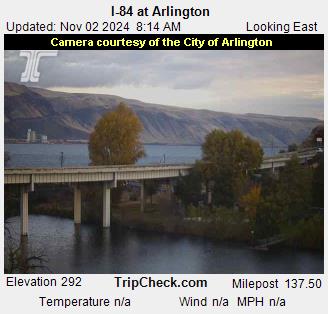 I-84 at Arlington
Updated: Nov 02 2024 8:14 AM Looking East
Camera courtesy of the City of Arlington
Elevation 292 TripCheck.com Milepost 137.50
Temperature n/a Wind n/a MPH n/a